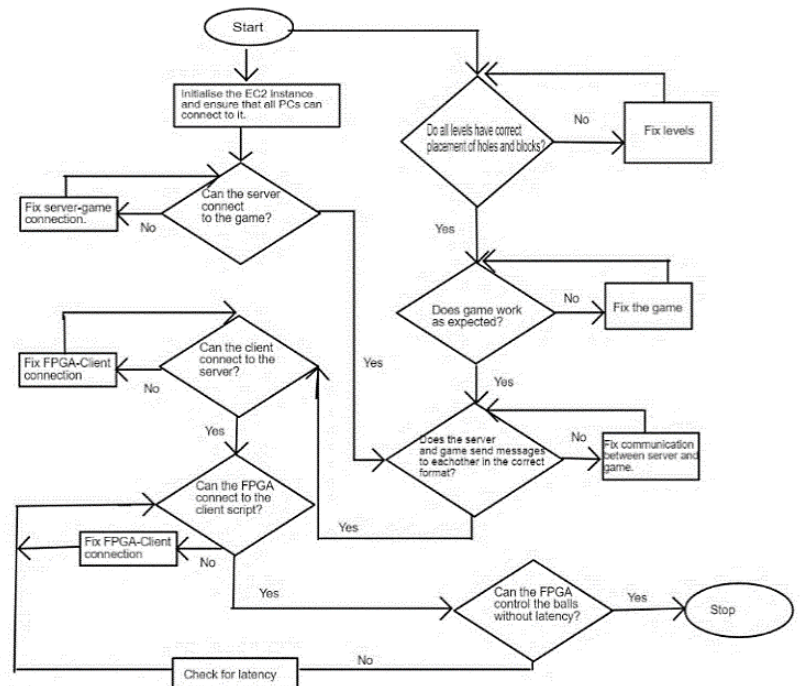 Start
Initialise the EC2 Instance
and ensure that all PCs can
connect to it.
Do all levels have correct
placement of holes and blocks?
No
Fix levels
Can the server
connect
to the game?
Fix server-game
connection.
No
Yes
Does game work
as expected?
No
Fix the game
Can the client
connect to the
server?
Fix FPGA-Client
connection
No
Yes
Yes
Yes
Does the server
and game send messages
to eachother in the correct
format?
No
Fix communication
between server and
game.
Can the FPGA
connect to the
client script?
Yes
Fix FPGA-Client
connection
No
Yes
Can the FPGA
control the balls
without latency?
Yes
Stop
No
Check for latency